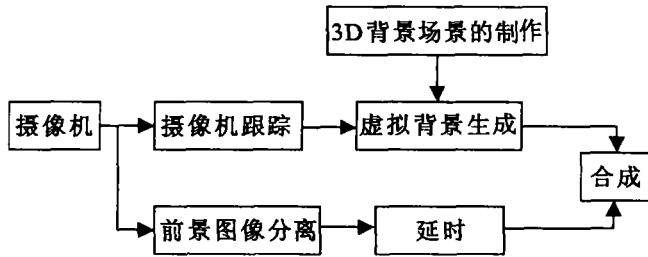 3D背景场景的制作
摄像机
摄像机跟踪
虚拟背景生成
合成
前景图像分离
延时